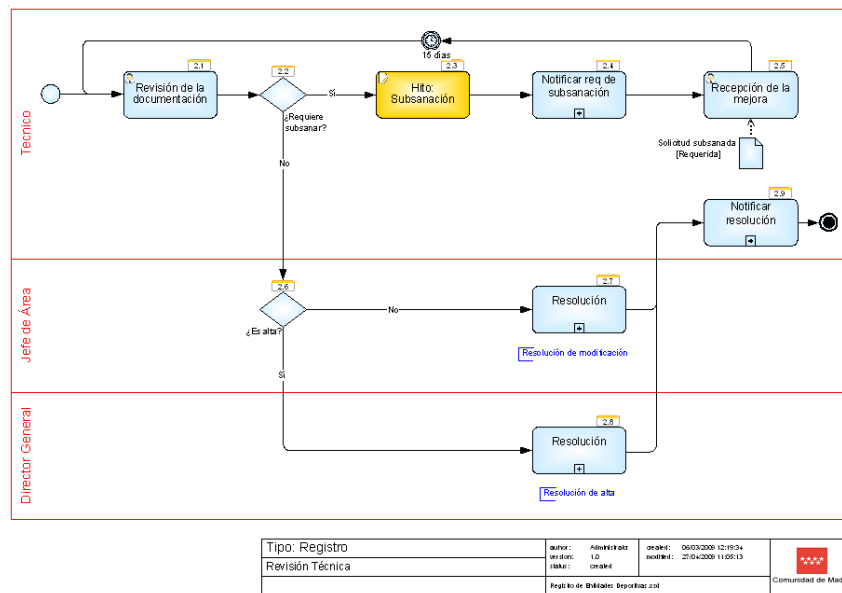 15 dias
2.1
2.2
2.3
2.4
2.5
Revisión de la
documentación
Hito:
Subsanación
Notificar req de
subsanación
Recepción de la
mejora
Sí
¿Requiere
subsanar?
Tecnico
Solicitud subsanada
[Requerida]
No
2.9
Notificar
resolución
2.6
2.7
¿Es alta?
No
Resolución
Jefe de Área
Resolución de modificación
Sí
2.8
Resolución
Director General
Resolución de alta
Tipo: Registro
Revisión Técnica
author:
version:
1.0
status:
created
created:
06/03/2009 12:19:34
modified:
27/04/2009 11:05:13
Registro de Entidades Deportivas.ssd
Comunidad de Mad